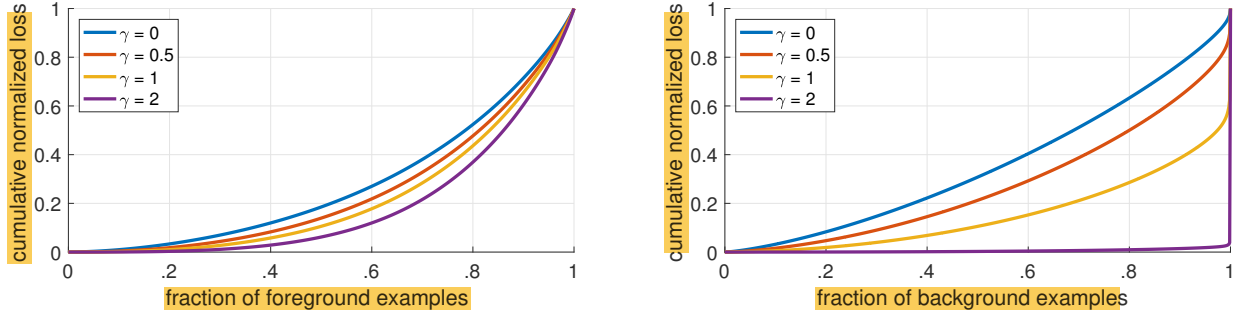 cumulative normalized loss
1
0.8
0.6
0.4
0.2
0
γ = 0
γ = 0.5
γ = 1
γ = 2
0 .2 .4 .6 .8 1
fraction of foreground examples
cumulative normalized loss
1
0.8
0.6
0.4
0.2
0
γ = 0
γ = 0.5
γ = 1
γ = 2
0 .2 .4 .6 .8 1
fraction of background examples